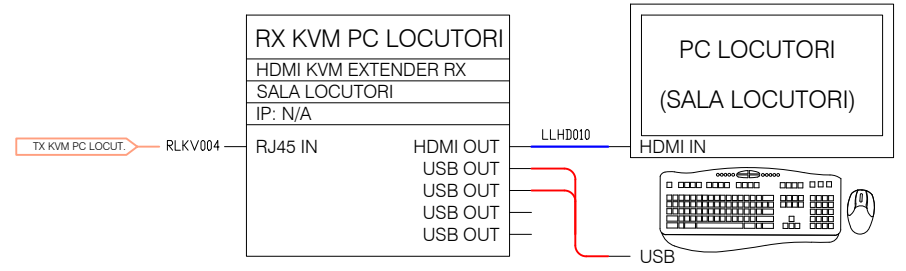 RX KVM PC LOCUTORI
HDMI KVM EXTENDER RX
SALA LOCUTORI
IP: N/A
TX KVM PC LOCUT.
RLKV004
RJ45 IN
HDMI OUT
USB OUT
USB OUT
USB OUT
USB OUT
LLHD010
PC LOCUTORI
(SALA LOCUTORI)
HDMI IN
USB